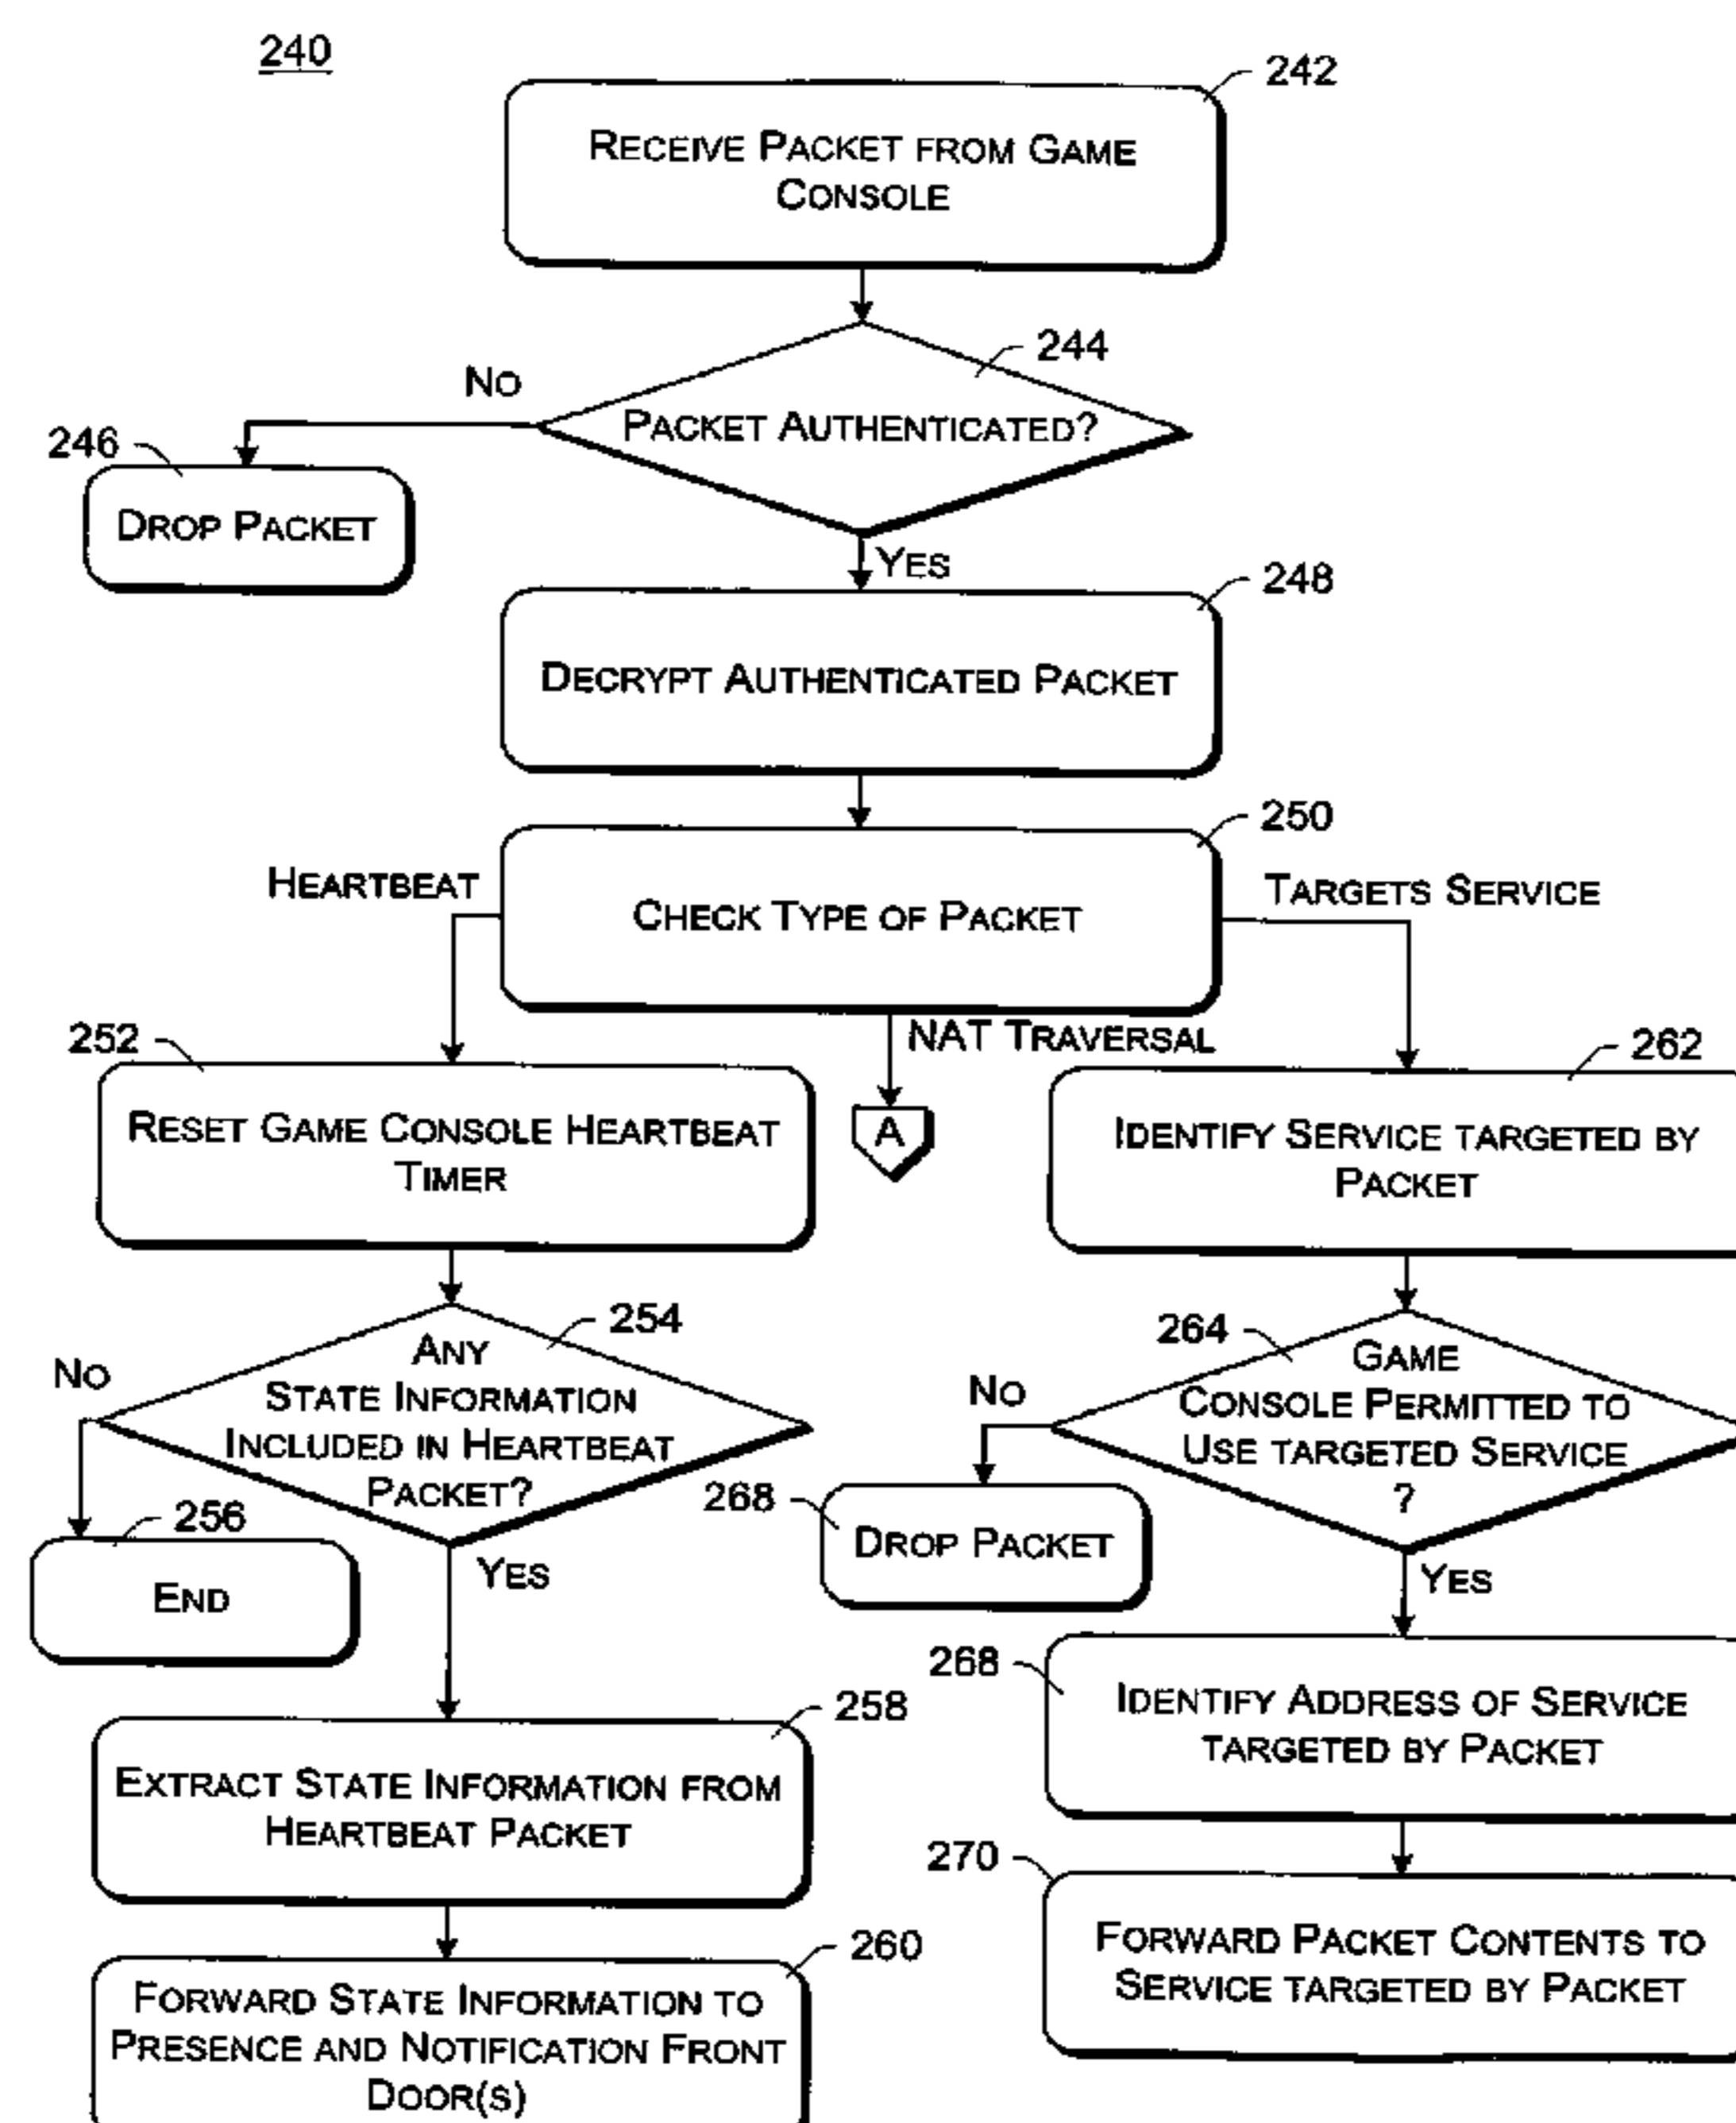 240
242
RECEIVE PACKET FROM GAME
CONSOLE
244
NO
PACKET AUTHENTICATED?
246
DROP PACKET
YES
248
DECRYPT AUTHENTICATED PACKET
250
HEARTBEAT
TARGETS SERVICE
CHECK TYPE OF PACKET
252
NAT TRAVERSAL
262
RESET GAME CONSOLE HEARTBEAT
TIMER
A
IDENTIFY SERVICE TARGETED BY
PACKET
254
NO
ANY
STATE INFORMATION
INCLUDED IN HEARTBEAT
PACKET?
264
NO
GAME
CONSOLE PERMITTED TO
USE TARGETED SERVICE
?
256
END
YES
268
DROP PACKET
YES
258
EXTRACT STATE INFORMATION FROM
HEARTBEAT PACKET
268
IDENTIFY ADDRESS OF SERVICE
TARGETED BY PACKET
260
FORWARD STATE INFORMATION TO
PRESENCE AND NOTIFICATION FRONT
DOOR(S)
270
FORWARD PACKET CONTENTS TO
SERVICE TARGETED BY PACKET